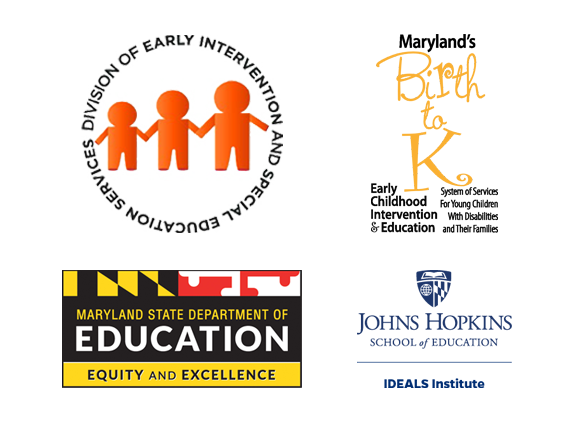 DIVISION OF EARLY INTERVENTION AND SPECIAL EDUCATION SERVICES
Maryland's
Birth
to
K
Early
Childhood
Intervention
& Education
System of Services
For Young Children
With Disabilities
and Their Families
MARYLAND STATE DEPARTMENT OF
EDUCATION
EQUITY AND EXCELLENCE
JOHNS HOPKINS
SCHOOL of EDUCATION
IDEALS Institute